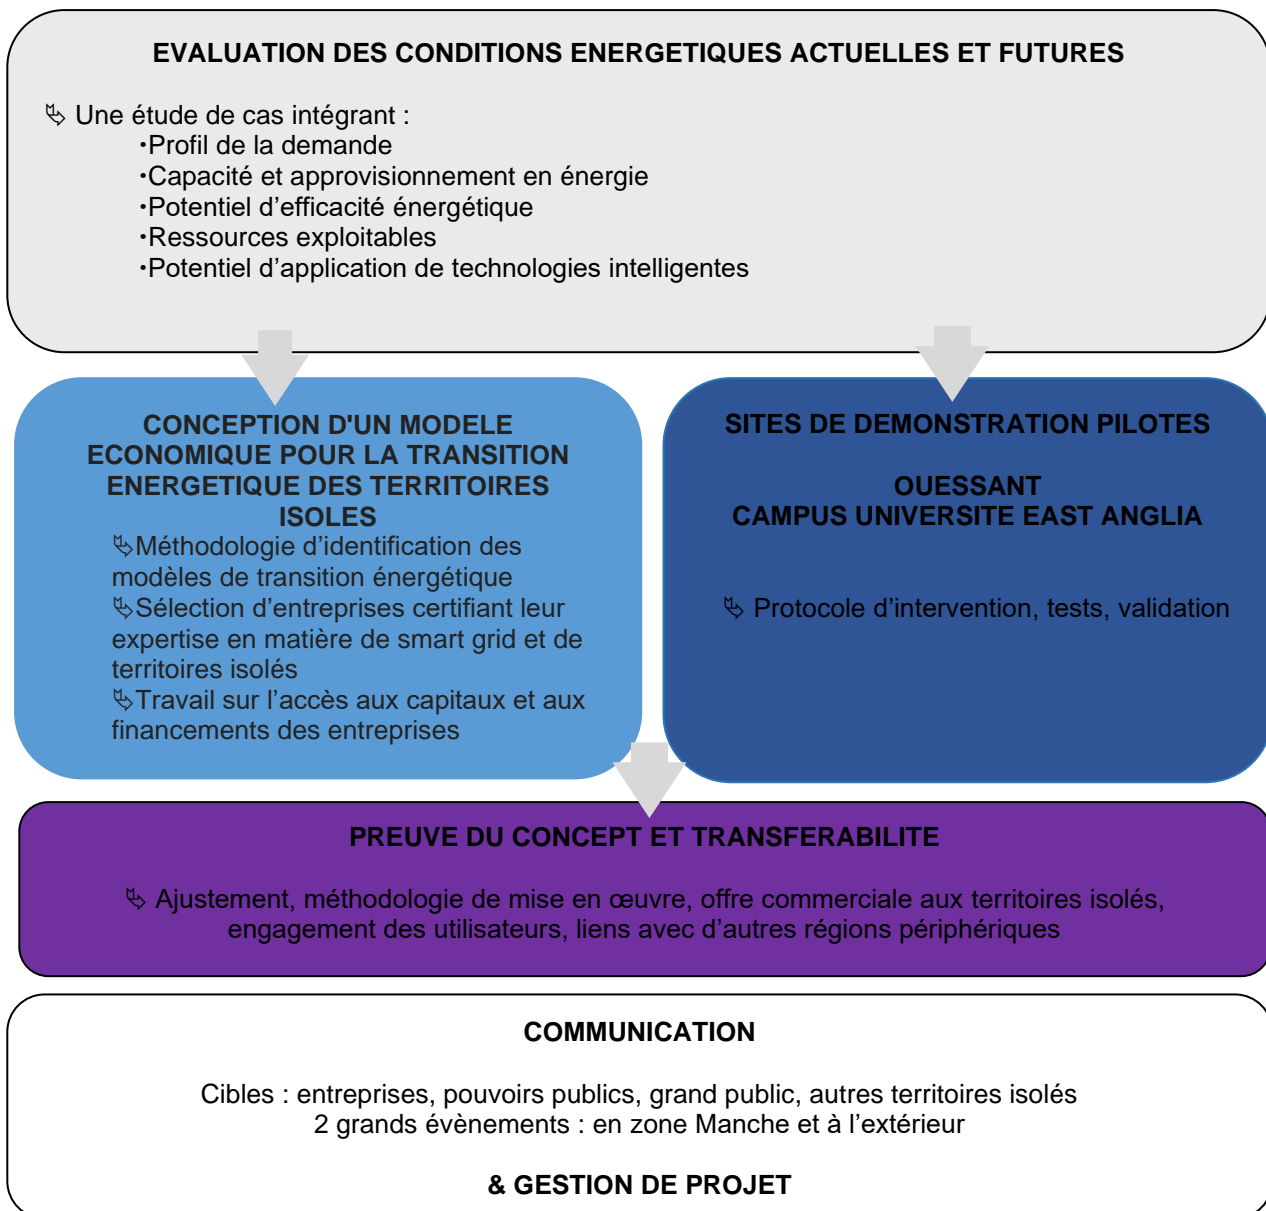 EVALUATION DES CONDITIONS ENERGETIQUES ACTUELLES ET FUTURES
⮱ Une étude de cas intégrant :
·Profil de la demande
·Capacité et approvisionnement en énergie
·Potentiel d’efficacité énergétique
·Ressources exploitables
·Potentiel d’application de technologies intelligentes
CONCEPTION D'UN MODELE
ECONOMIQUE POUR LA TRANSITION
ENERGETIQUE DES TERRITOIRES
ISOLES
⮱Méthodologie d’identification des
modèles de transition énergétique
⮱Sélection d’entreprises certifiant leur
expertise en matière de smart grid et de
territoires isolés
⮱Travail sur l’accès aux capitaux et aux
financements des entreprises
SITES DE DEMONSTRATION PILOTES
OUESSANT
CAMPUS UNIVERSITE EAST ANGLIA
⮱ Protocole d’intervention, tests, validation
PREUVE DU CONCEPT ET TRANSFERABILITE
⮱ Ajustement, méthodologie de mise en œuvre, offre commerciale aux territoires isolés,
engagement des utilisateurs, liens avec d’autres régions périphériques
COMMUNICATION
Cibles : entreprises, pouvoirs publics, grand public, autres territoires isolés
2 grands évènements : en zone Manche et à l’extérieur
& GESTION DE PROJET